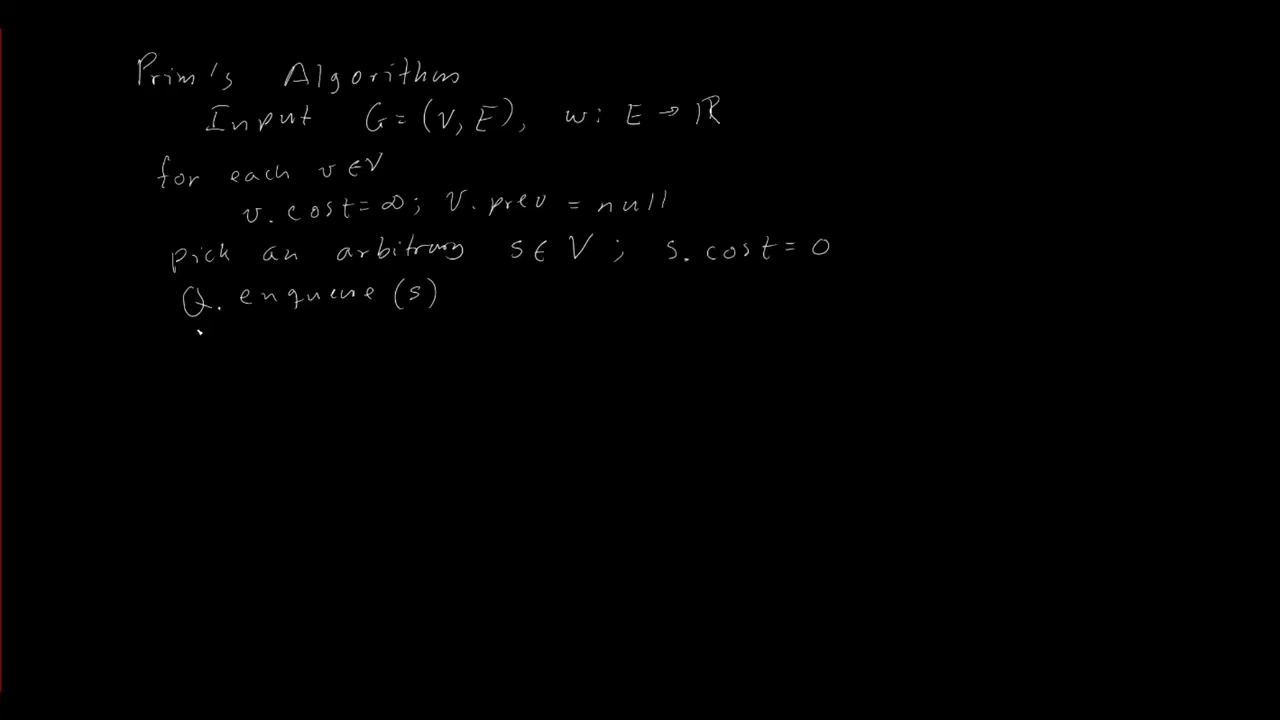 Prim's Algorithm
Input G = (V, E), w: E → ℝ
for each v ∈ V
v.cost = ∞; v.prev = null
pick an arbitrary s ∈ V; s.cost = 0
Q.enqueue(s)